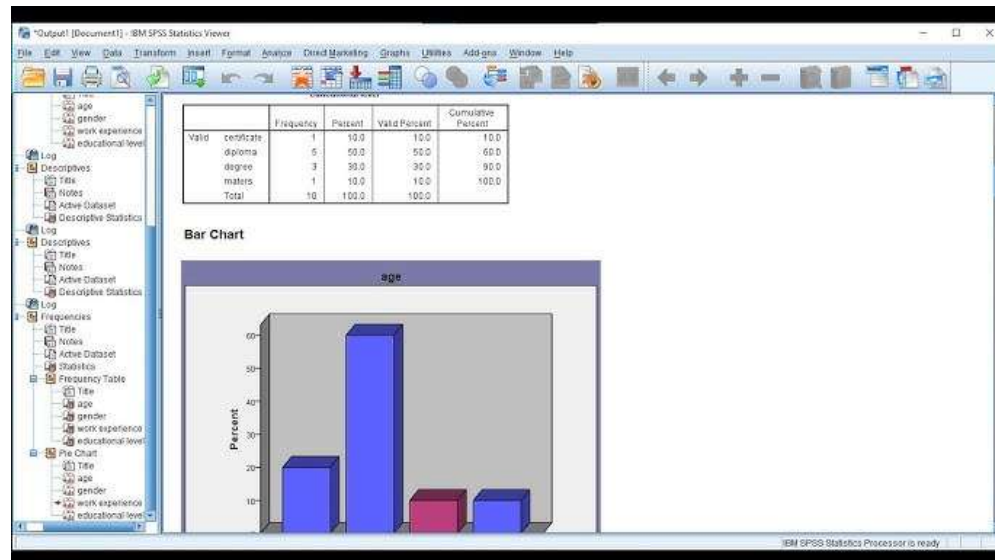 *Output1 [Document1] - IBM SPSS Statistics Viewer
File Edit View Data Transform Insert Format Analyze Direct Marketing Graphs Utilities Add-ons Window Help
age
gender
work experience
educational level
Log
Descriptives
Title
Notes
Active Dataset
Descriptive Statistics
Log
Descriptives
Title
Notes
Active Dataset
Descriptive Statistics
Log
Frequencies
Title
Notes
Active Dataset
Statistics
Frequency Table
Title
age
gender
work experience
educational level
Pie Chart
Title
age
gender
work experience
educational level
educational level
Frequency Percent Valid Percent Cumulative Percent
Valid certificate 1 10.0 10.0 10.0
diploma 5 50.0 50.0 60.0
degree 3 30.0 30.0 90.0
maters 1 10.0 10.0 100.0
Total 10 100.0 100.0
Bar Chart
age
Percent
60
50
40
30
20
10
IBM SPSS Statistics Processor is ready